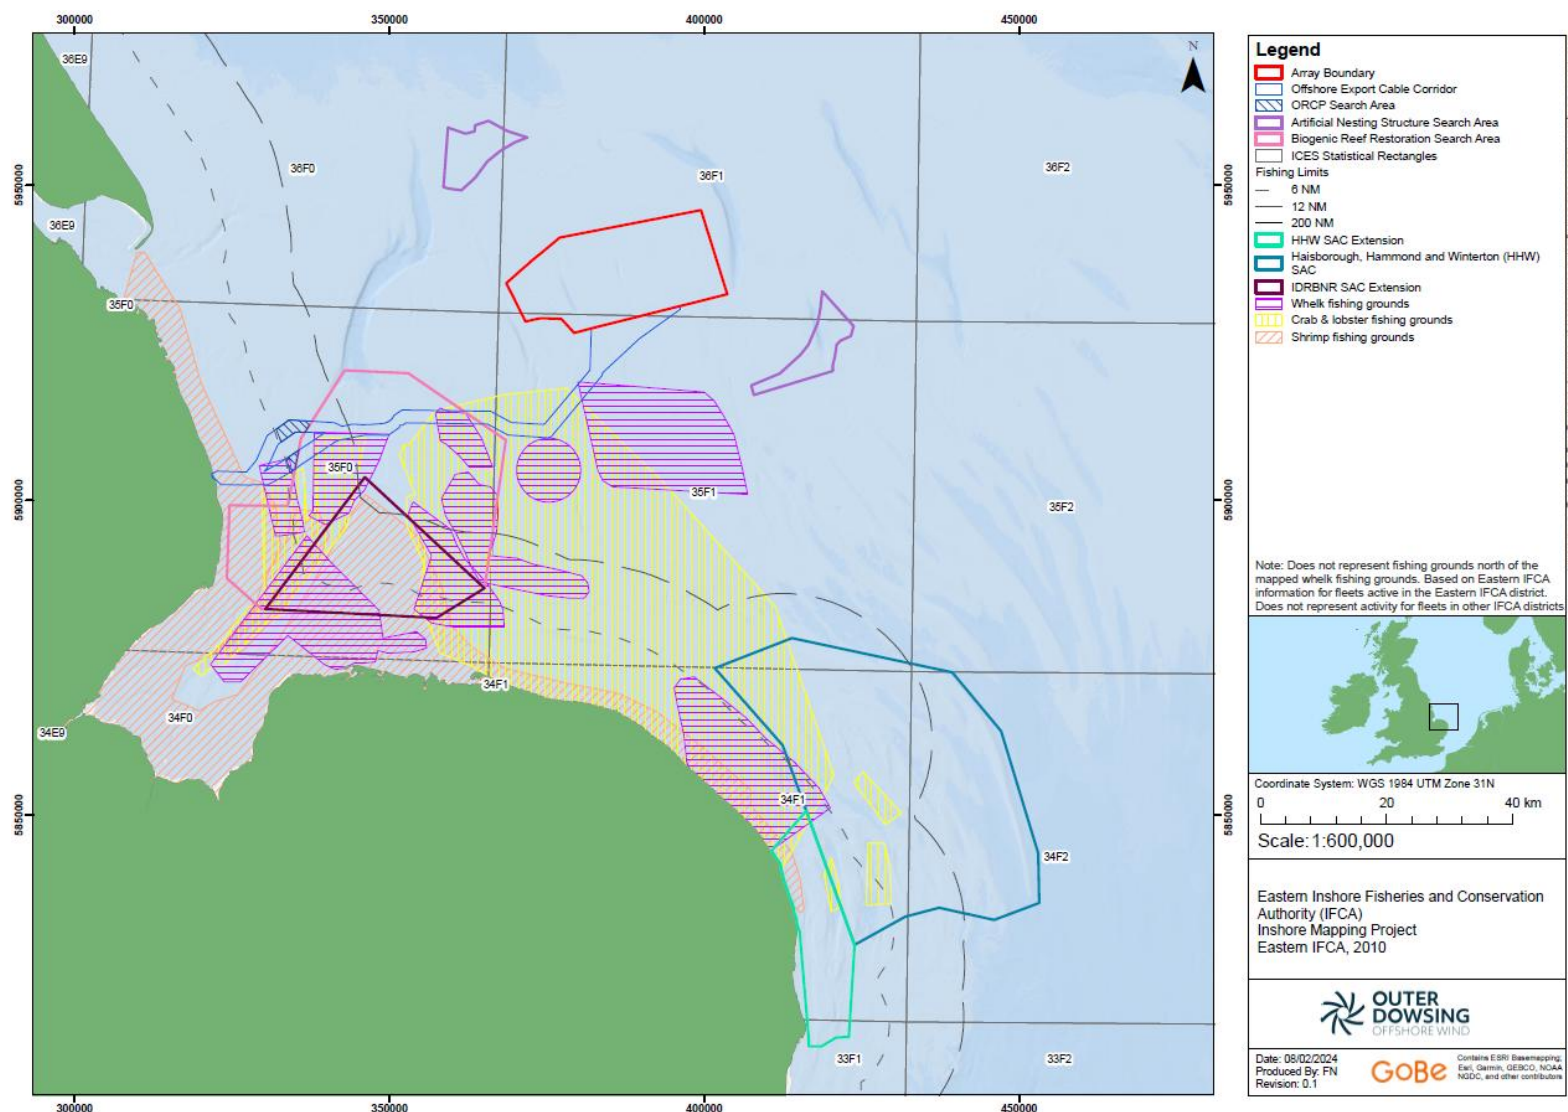 300000
350000
400000
450000
N
36E9
36F0
36F1
36F2
5950000
5950000
36E9
35F0
35F0
35F1
35F2
5900000
5900000
34F1
34F0
34E9
34F1
34F2
5850000
5850000
33F1
33F2
300000
350000
400000
450000
Legend
Array Boundary
Offshore Export Cable Corridor
ORCP Search Area
Artificial Nesting Structure Search Area
Biogenic Reef Restoration Search Area
ICES Statistical Rectangles
Fishing Limits
6 NM
12 NM
200 NM
HHW SAC Extension
Haisborough, Hammond and Winterton (HHW)
SAC
IDRBNR SAC Extension
Whelk fishing grounds
Crab & lobster fishing grounds
Shrimp fishing grounds
Note: Does not represent fishing grounds north of the
mapped whelk fishing grounds. Based on Eastern IFCA
information for fleets active in the Eastern IFCA district.
Does not represent activity for fleets in other IFCA districts
Coordinate System: WGS 1984 UTM Zone 31N
0 20 40 km
Scale: 1:600,000
Eastern Inshore Fisheries and Conservation
Authority (IFCA)
Inshore Mapping Project
Eastern IFCA, 2010
OUTER
DOWSING
OFFSHORE WIND
Date: 08/02/2024
Produced By: FN
Revision: 0.1
GoBe
Contains ESRI Basemapping;
Esri, Garmin, GEBCO, NOAA
NGDC, and other contributors